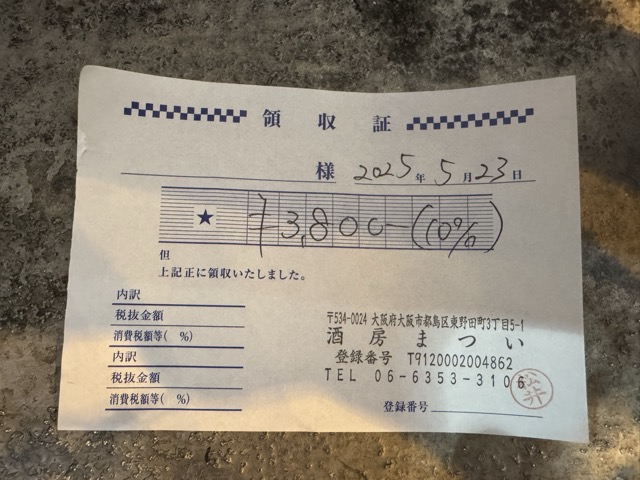 領収証
様 2025年5月23日
★ ¥3,800-(10%)
但
上記正に領収いたしました。
内訳
税抜金額
消費税額等( %)
内訳
税抜金額
消費税額等( %)
〒534-0024 大阪府大阪市都島区東野田町3丁目5-1
酒房まつい
登録番号 T9120002004862
TEL 06-6353-3106
登録番号